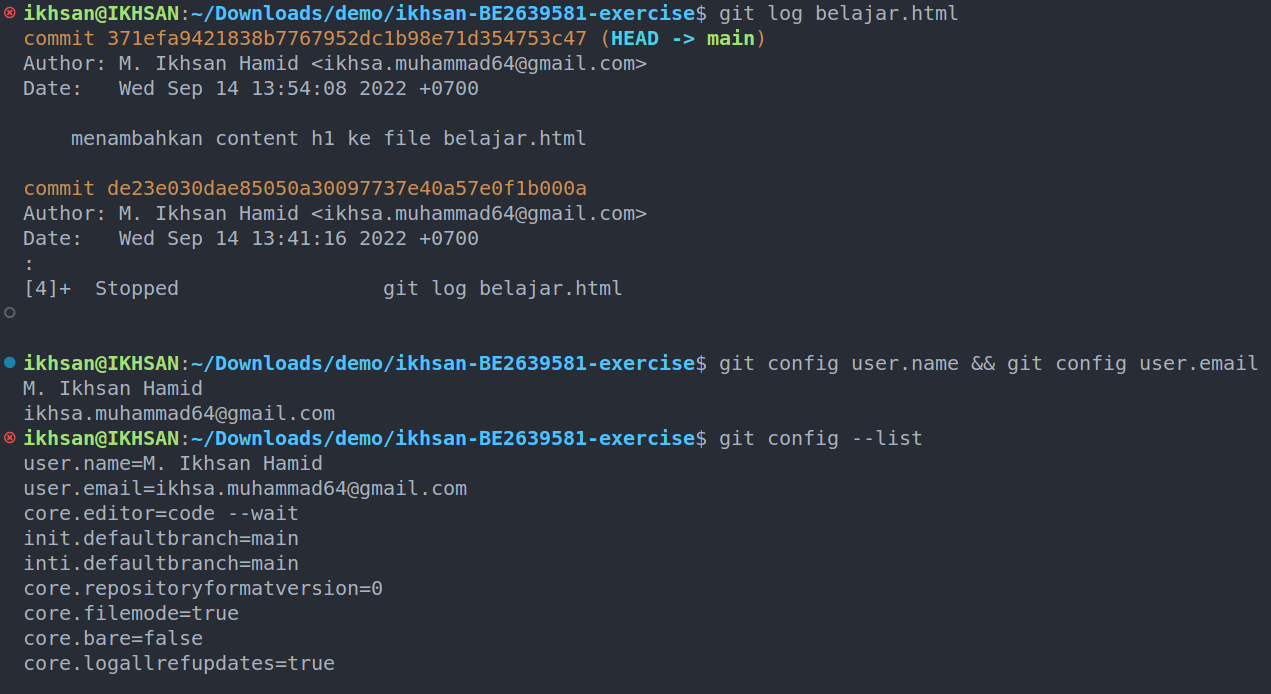 ikhsan@IKHSAN:~/Downloads/demo/ikhsan-BE2639581-exercise$ git log belajar.html
commit 371efa9421838b7767952dc1b98e71d354753c47 (HEAD -> main)
Author: M. Ikhsan Hamid <ikhsa.muhammad64@gmail.com>
Date:   Wed Sep 14 13:54:08 2022 +0700
    menambahkan content h1 ke file belajar.html
commit de23e030dae85050a30097737e40a57e0f1b000a
Author: M. Ikhsan Hamid <ikhsa.muhammad64@gmail.com>
Date:   Wed Sep 14 13:41:16 2022 +0700
:
[4]+  Stopped                 git log belajar.html
ikhsan@IKHSAN:~/Downloads/demo/ikhsan-BE2639581-exercise$ git config user.name && git config user.email
M. Ikhsan Hamid
ikhsa.muhammad64@gmail.com
ikhsan@IKHSAN:~/Downloads/demo/ikhsan-BE2639581-exercise$ git config --list
user.name=M. Ikhsan Hamid
user.email=ikhsa.muhammad64@gmail.com
core.editor=code --wait
init.defaultbranch=main
inti.defaultbranch=main
core.repositoryformatversion=0
core.filemode=true
core.bare=false
core.logallrefupdates=true